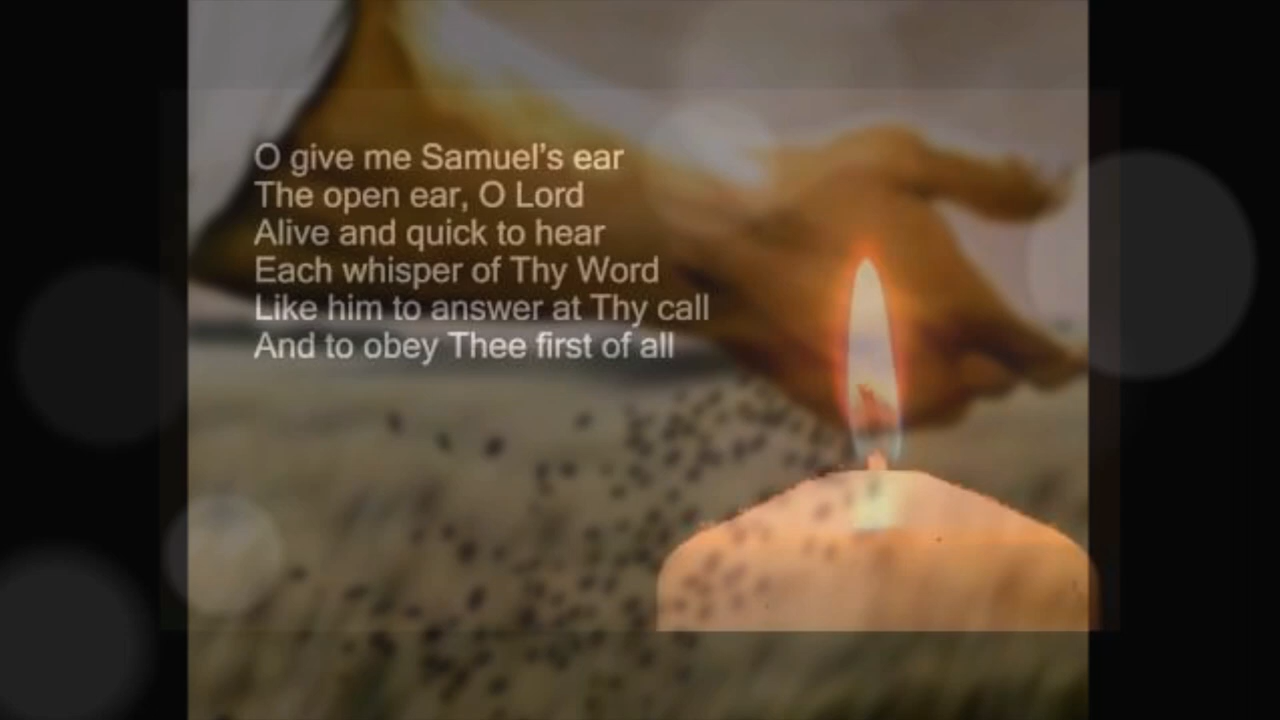 O give me Samuel’s ear
The open ear, O Lord
Alive and quick to hear
Each whisper of Thy Word
Like him to answer at Thy call
And to obey Thee first of all